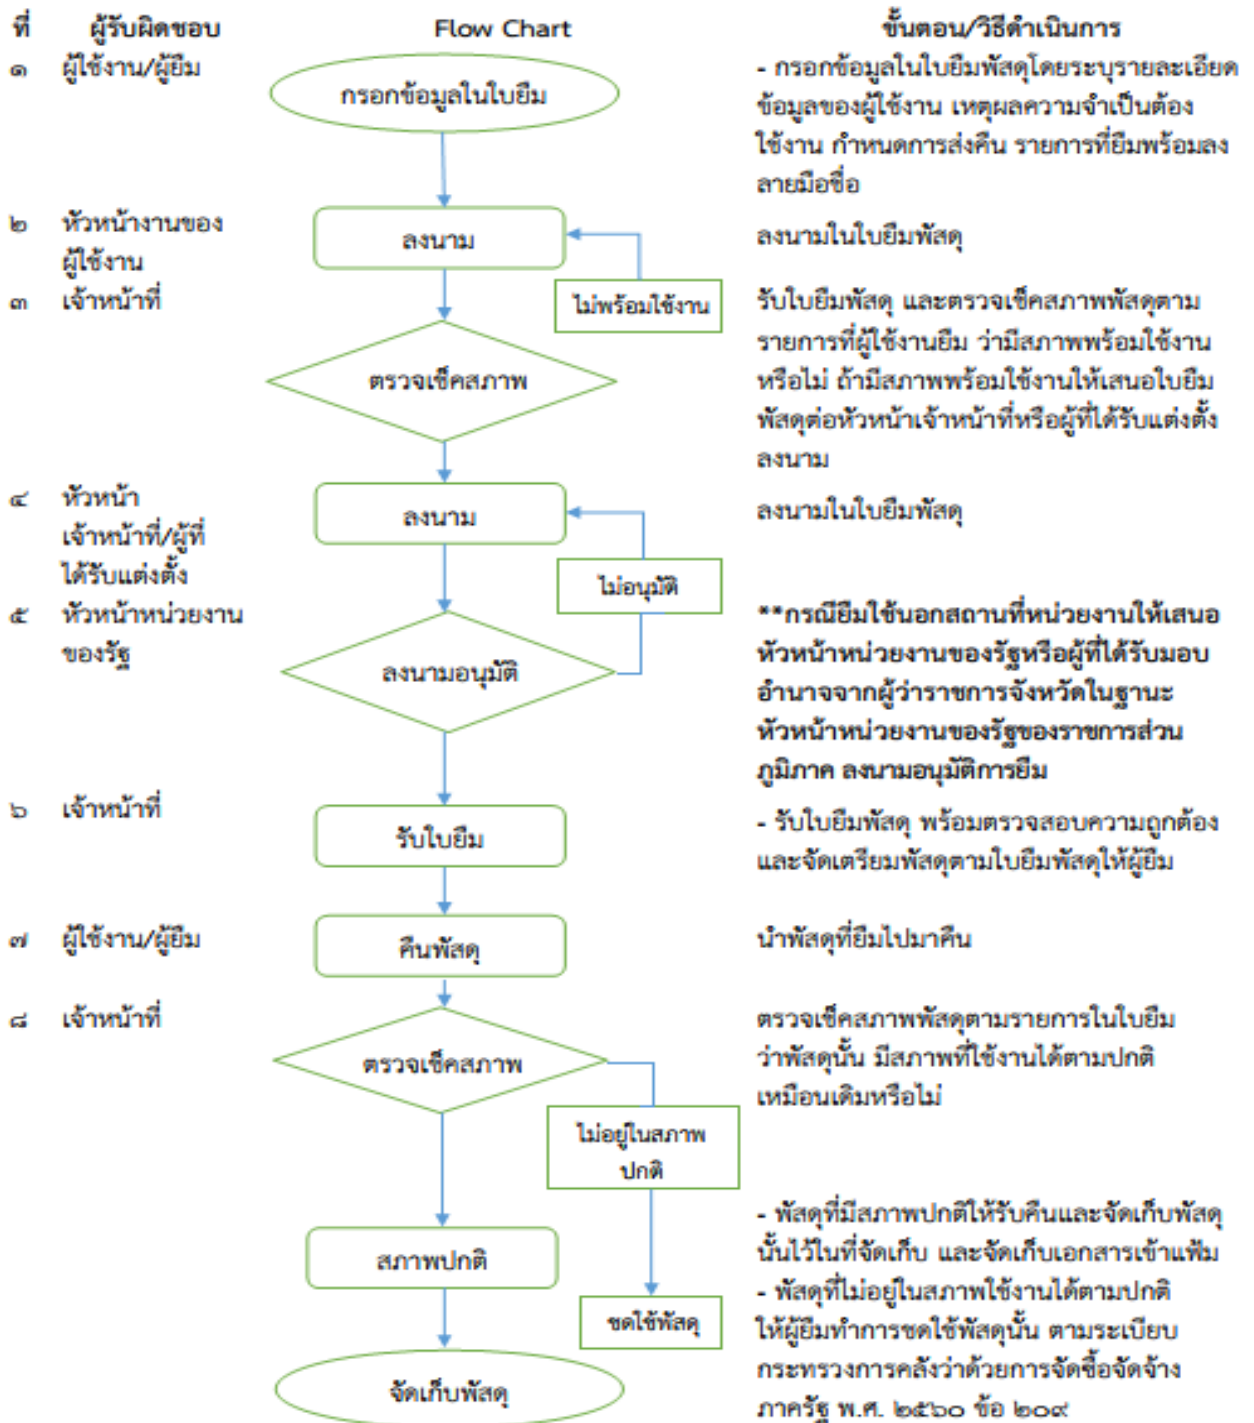 ที่ ผู้รับผิดชอบ Flow Chart ขั้นตอน/วิธีดำเนินการ
๑ ผู้ใช้งาน/ผู้ยืม
กรอกข้อมูลในใบยืม
- กรอกข้อมูลในใบยืมพัสดุโดยระบุรายละเอียด
ข้อมูลของผู้ใช้งาน เหตุผลความจำเป็นต้อง
ใช้งาน กำหนดการส่งคืน รายการที่ยืมพร้อมลง
ลายมือชื่อ
๒ หัวหน้างานของ
ผู้ใช้งาน
ลงนาม
ลงนามในใบยืมพัสดุ
๓ เจ้าหน้าที่
ไม่พร้อมใช้งาน
ตรวจเช็คสภาพ
รับใบยืมพัสดุ และตรวจเช็คสภาพพัสดุตาม
รายการที่ผู้ใช้งานยืม ว่ามีสภาพพร้อมใช้งาน
หรือไม่ ถ้ามีสภาพพร้อมใช้งานให้เสนอใบยืม
พัสดุต่อหัวหน้าเจ้าหน้าที่หรือผู้ที่ได้รับแต่งตั้ง
ลงนาม
๔ หัวหน้า
เจ้าหน้าที่/ผู้ที่
ได้รับแต่งตั้ง
ลงนาม
ลงนามในใบยืมพัสดุ
ไม่อนุมัติ
๕ หัวหน้าหน่วยงาน
ของรัฐ
ลงนามอนุมัติ
**กรณียืมใช้นอกสถานที่หน่วยงานให้เสนอ
หัวหน้าหน่วยงานของรัฐหรือผู้ที่ได้รับมอบ
อำนาจจากผู้ว่าราชการจังหวัดในฐานะ
หัวหน้าหน่วยงานของรัฐของราชการส่วน
ภูมิภาค ลงนามอนุมัติการยืม
๖ เจ้าหน้าที่
รับใบยืม
- รับใบยืมพัสดุ พร้อมตรวจสอบความถูกต้อง
และจัดเตรียมพัสดุตามใบยืมพัสดุให้ผู้ยืม
๗ ผู้ใช้งาน/ผู้ยืม
คืนพัสดุ
นำพัสดุที่ยืมไปมาคืน
๘ เจ้าหน้าที่
ตรวจเช็คสภาพ
ตรวจเช็คสภาพพัสดุตามรายการในใบยืม
ว่าพัสดุนั้น มีสภาพที่ใช้งานได้ตามปกติ
เหมือนเดิมหรือไม่
ไม่อยู่ในสภาพ
ปกติ
สภาพปกติ
ชดใช้พัสดุ
จัดเก็บพัสดุ
- พัสดุที่มีสภาพปกติให้รับคืนและจัดเก็บพัสดุ
นั้นไว้ในที่จัดเก็บ และจัดเก็บเอกสารเข้าแฟ้ม
- พัสดุที่ไม่อยู่ในสภาพใช้งานได้ตามปกติ
ให้ผู้ยืมทำการชดใช้พัสดุนั้น ตามระเบียบ
กระทรวงการคลังว่าด้วยการจัดซื้อจัดจ้าง
ภาครัฐ พ.ศ. ๒๕๖๐ ข้อ ๒๐๙